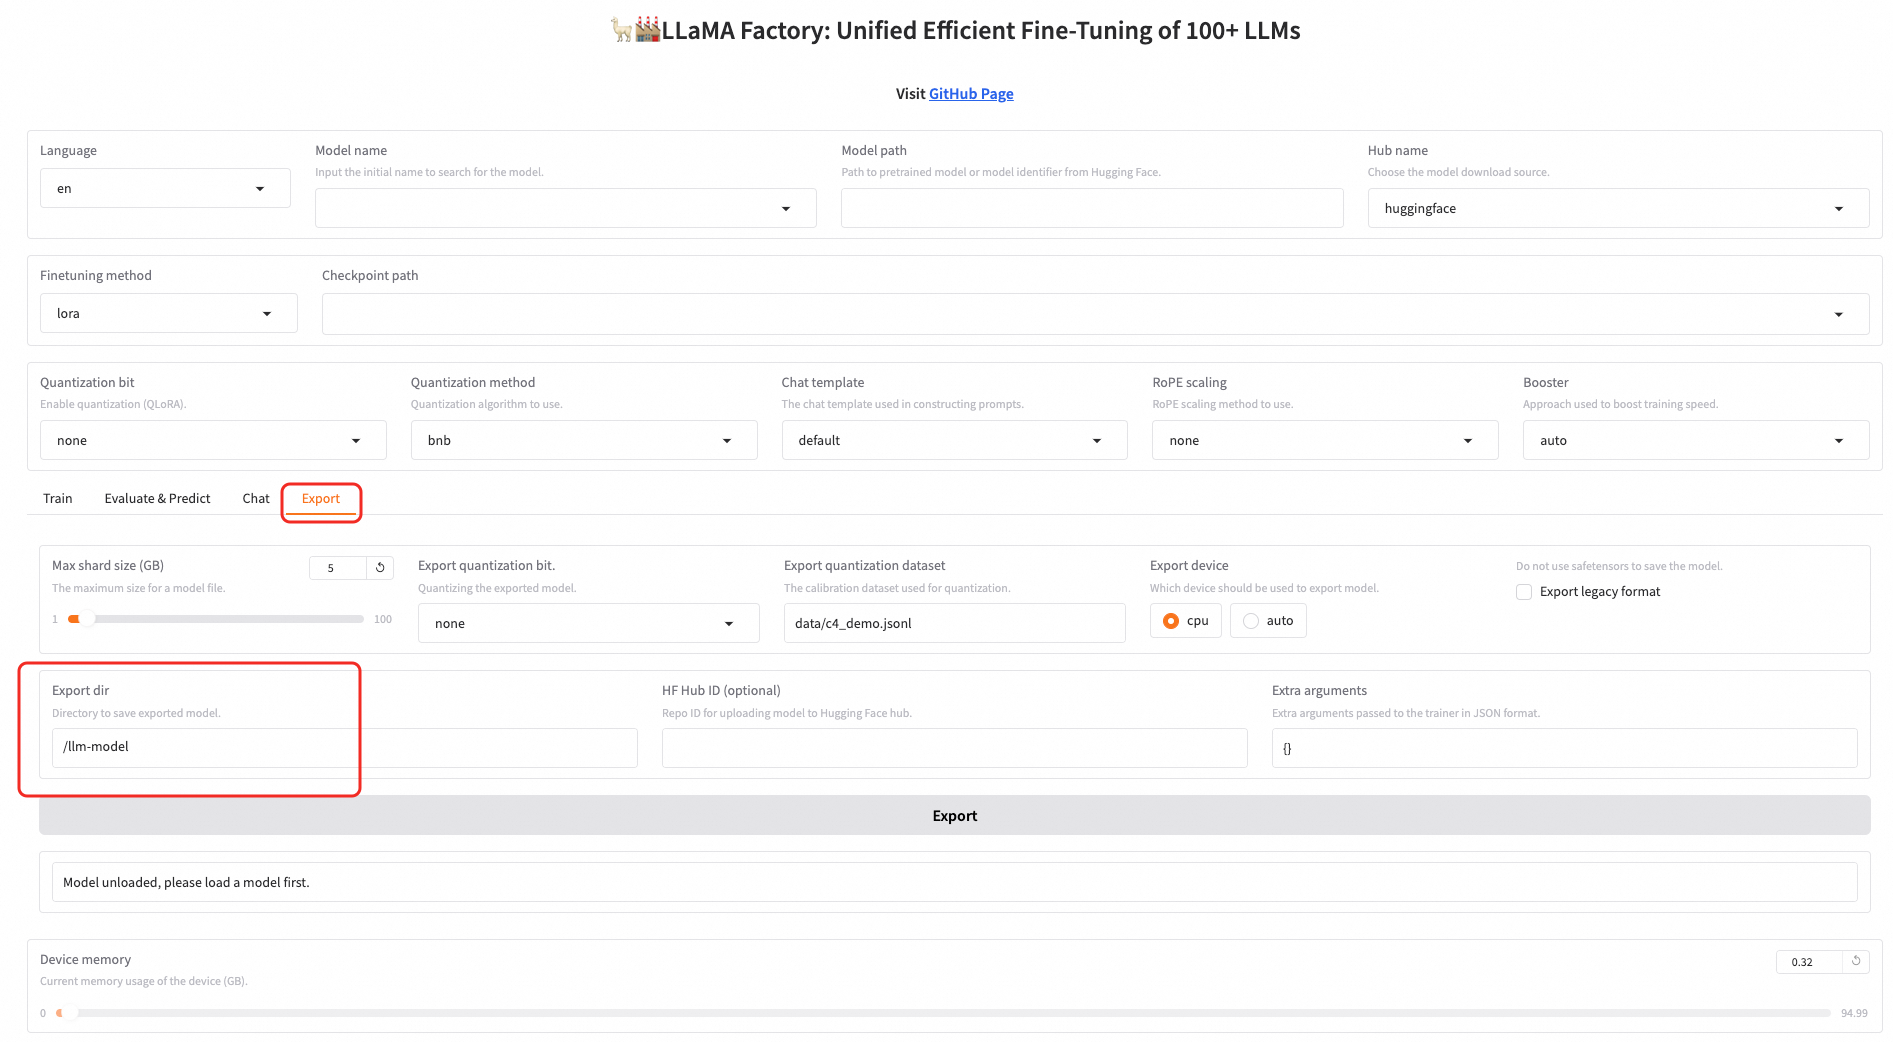 LLaMA Factory: Unified Efficient Fine-Tuning of 100+ LLMs
Visit GitHub Page
Language
en
Model name
Input the initial name to search for the model.
Model path
Path to pretrained model or model identifier from Hugging Face.
Hub name
Choose the model download source.
huggingface
Finetuning method
lora
Checkpoint path
Quantization bit
Enable quantization (QLoRA).
none
Quantization method
Quantization algorithm to use.
bnb
Chat template
The chat template used in constructing prompts.
default
RoPE scaling
RoPE scaling method to use.
none
Booster
Approach used to boost training speed.
auto
Train Evaluate & Predict Chat Export
Max shard size (GB)
5
The maximum size for a model file.
1 100
Export quantization bit.
Quantizing the exported model.
none
Export quantization dataset
The calibration dataset used for quantization.
data/c4_demo.jsonl
Export device
Which device should be used to export model.
cpu auto
Do not use safetensors to save the model.
Export legacy format
Export dir
Directory to save exported model.
/llm-model
HF Hub ID (optional)
Repo ID for uploading model to Hugging Face hub.
Extra arguments
Extra arguments passed to the trainer in JSON format.
{}
Export
Model unloaded, please load a model first.
Device memory
0.32
Current memory usage of the device (GB).
0 94.99